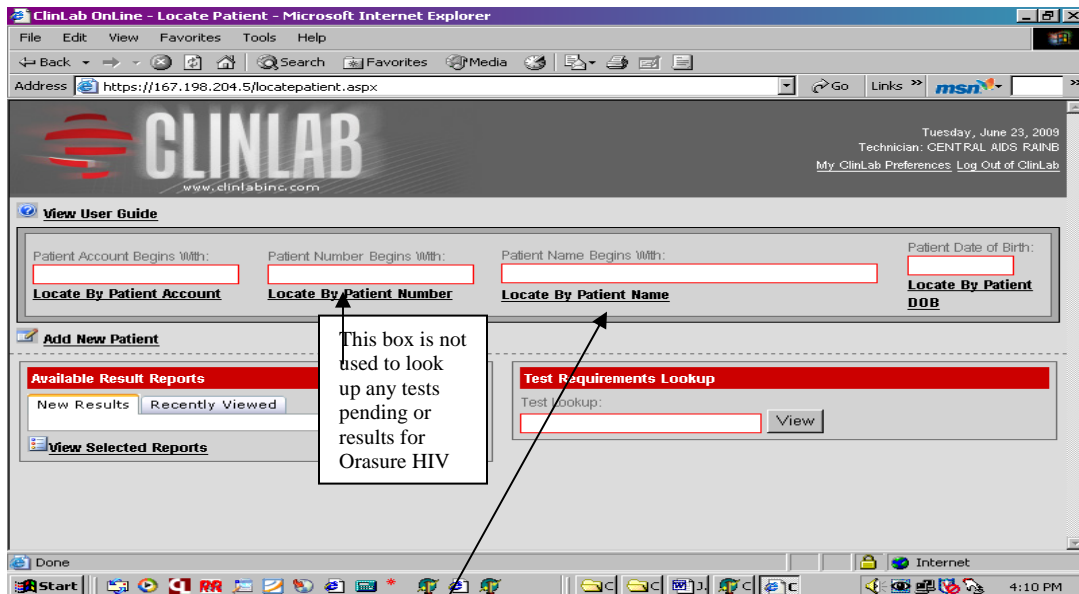 ClinLab OnLine - Locate Patient - Microsoft Internet Explorer
File Edit View Favorites Tools Help
Back Search Favorites Media
Address https://167.198.204.5/locatepatient.aspx Go Links » msn »
CLINLAB
www.clinlabinc.com
Tuesday, June 23, 2009
Technician: CENTRAL AIDS RAINB
My ClinLab Preferences Log Out of ClinLab
View User Guide
Patient Account Begins With: Patient Number Begins With: Patient Name Begins With: Patient Date of Birth:
Locate By Patient Account Locate By Patient Number Locate By Patient Name Locate By Patient
DOB
Add New Patient
This box is not
used to look
up any tests
pending or
results for
Orasure HIV
Available Result Reports
New Results Recently Viewed
View Selected Reports
Test Requirements Lookup
Test Lookup:
View
Done Internet
Start 4:10 PM